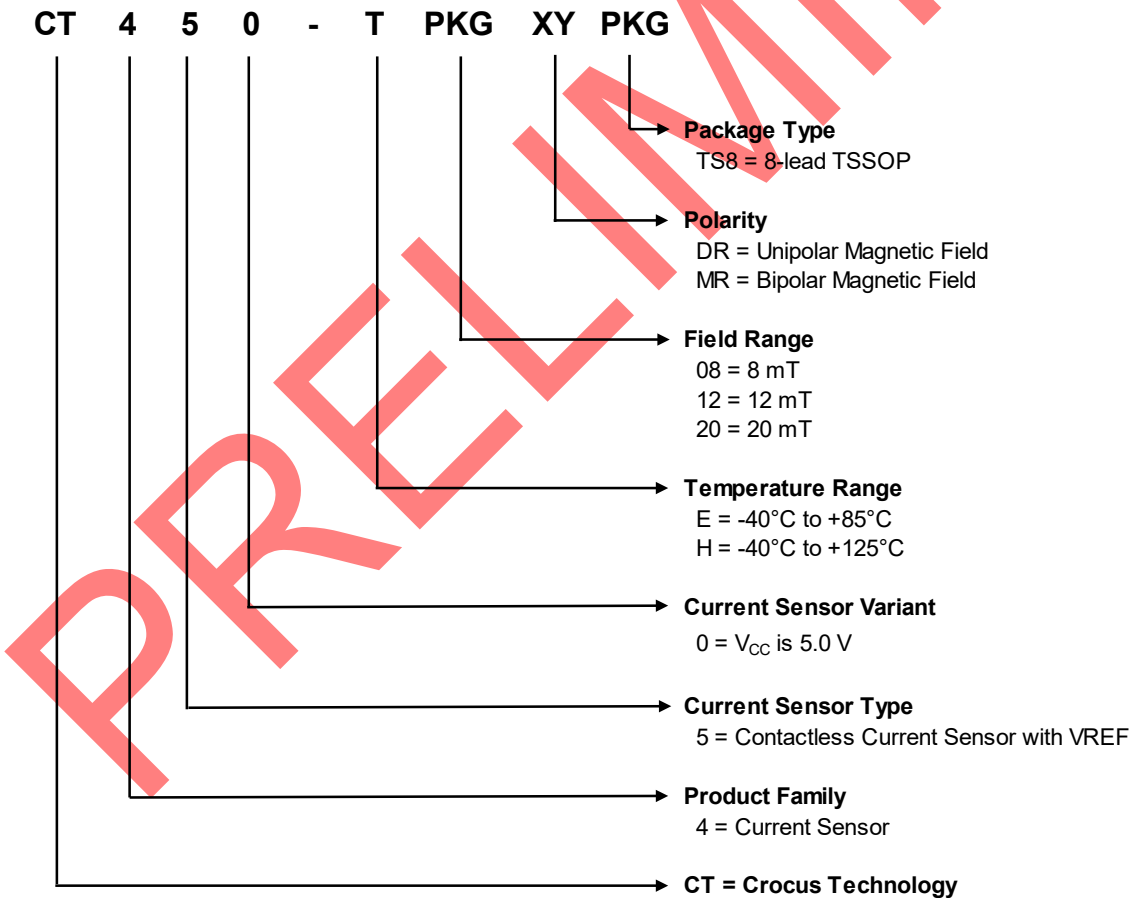 CT 4 5 0 - T PKG XY PKG
Package Type
TS8 = 8-lead TSSOP
Polarity
DR = Unipolar Magnetic Field
MR = Bipolar Magnetic Field
Field Range
08 = 8 mT
12 = 12 mT
20 = 20 mT
Temperature Range
E = -40°C to +85°C
H = -40°C to +125°C
Current Sensor Variant
0 = VCC is 5.0 V
Current Sensor Type
5 = Contactless Current Sensor with VREF
Product Family
4 = Current Sensor
CT = Crocus Technology
PRELIM